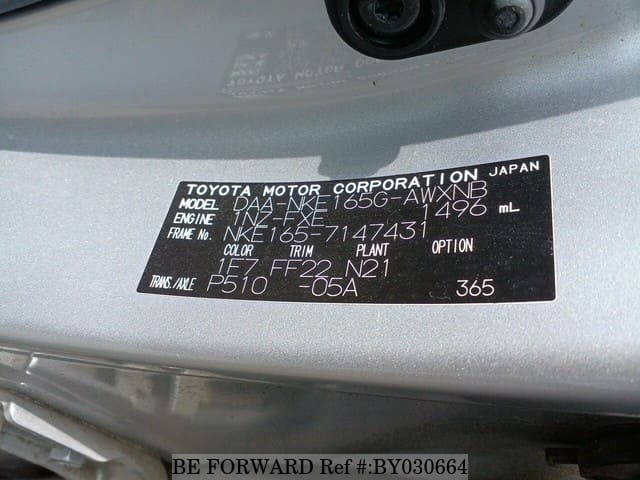 TOYOTA MOTOR CORPORATION JAPAN
MODEL DAA-NKE165G-AWXNB
ENGINE 1NZ-FXE 1496 mL
FRAME No. NKE165-7147431
COLOR TRIM PLANT OPTION
1E7 FF22 N21
TRANS./AXLE P510 -05A 365
BE FORWARD Ref #:BY030664